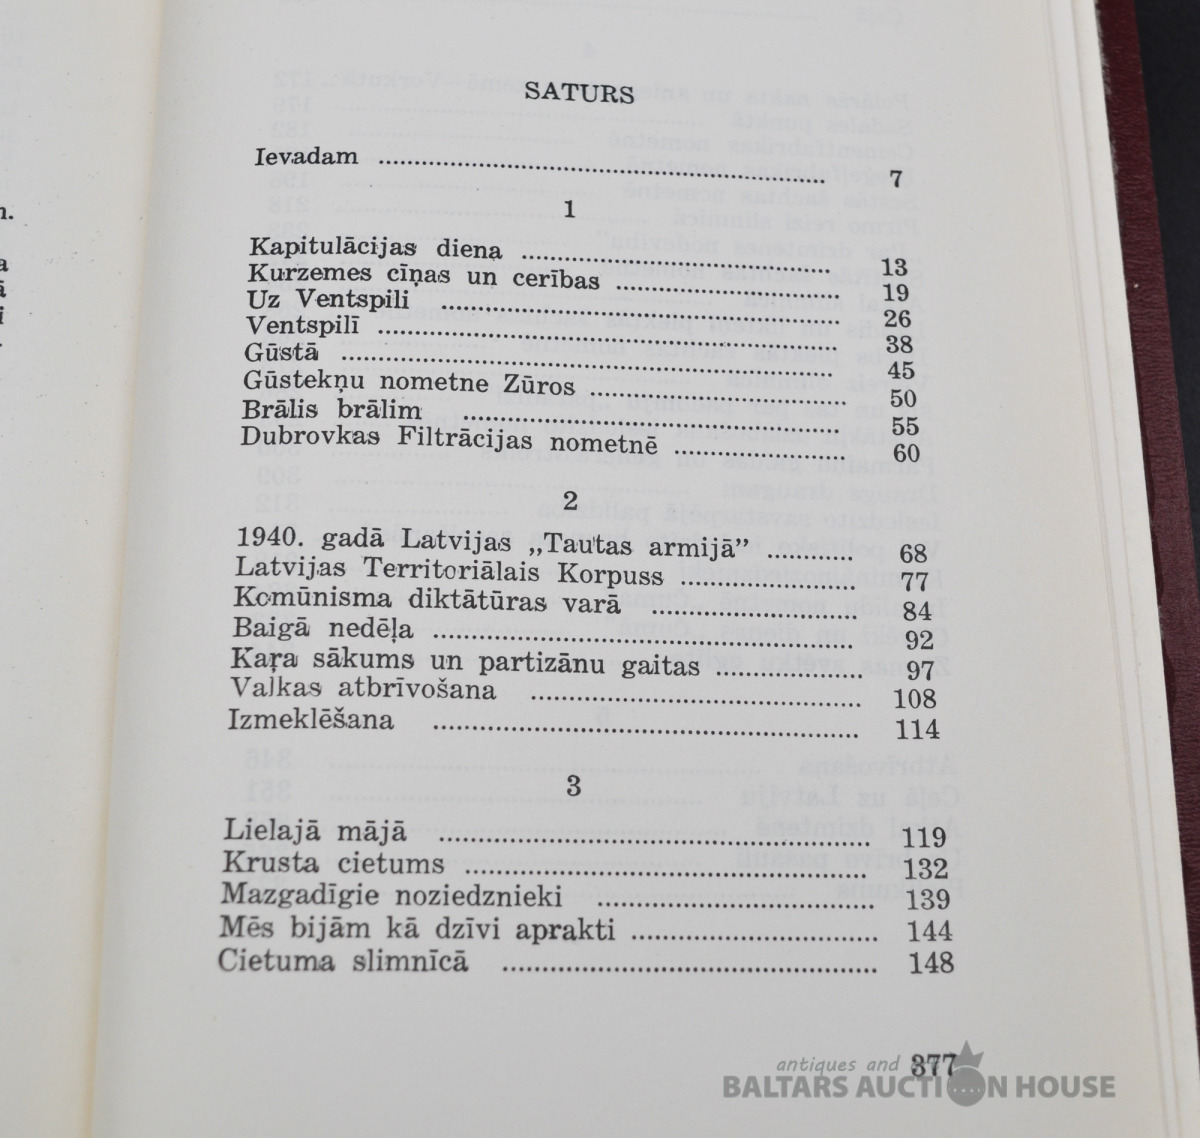 SATURS
Ievadam ........ 7
1
Kapitulācijas diena ........ 13
Kurzemes cīņas un cerības ........ 19
Uz Ventspili ........ 26
Ventspilī ........ 38
Gūstā ........ 45
Gūstekņu nometne Zūros ........ 50
Brālis brālim ........ 55
Dubrovkas Filtrācijas nometnē ........ 60
2
1940. gadā Latvijas „Tautas armijā” ........ 68
Latvijas Territoriālais Korpuss ........ 77
Komūnisma diktātūras varā ........ 84
Baigā nedēļa ........ 92
Kaŗa sākums un partizānu gaitas ........ 97
Valkas atbrīvošana ........ 108
Izmeklēšana ........ 114
3
Lielajā mājā ........ 119
Krusta cietums ........ 132
Mazgadīgie noziedznieki ........ 139
Mēs bijām kā dzīvi aprakti ........ 144
Cietuma slimnīcā ........ 148
377
antiques and
BALTARS AUCTION HOUSE